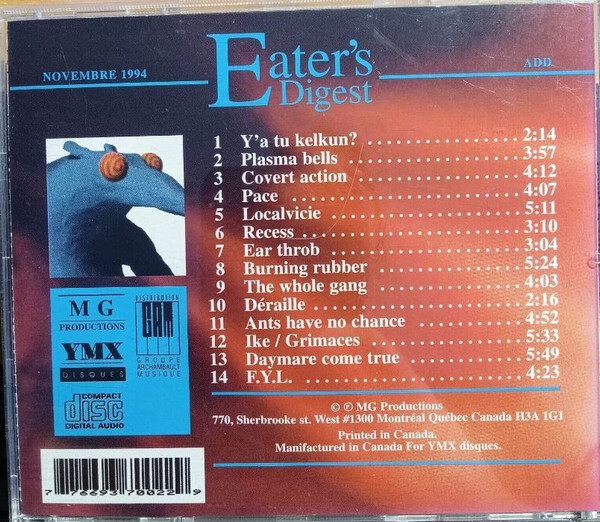 NOVEMBRE 1994
Eater's
Digest
ADD
1 Y'a tu kelkun? 2:14
2 Plasma bells 3:57
3 Covert action 4:12
4 Pace 4:07
5 Localvicie 5:11
6 Recess 3:10
7 Ear throb 3:04
8 Burning rubber 5:24
9 The whole gang 4:03
10 Déraille 2:16
11 Ants have no chance 4:52
12 Ike / Grimaces 5:33
13 Daymare come true 5:49
14 F.Y.L. 4:23
M G
PRODUCTIONS
YMX
DISQUES
DISTRIBUTION
GAM
GROUPE
ARCHAMBAULT
MUSIQUE
COMPACT
disc
DIGITAL AUDIO
© ℗ MG Productions
770, Sherbrooke st. West #1300 Montréal Québec Canada H3A 1G1
Printed in Canada.
Manifactured in Canada For YMX disques.
7 76693 70022 9